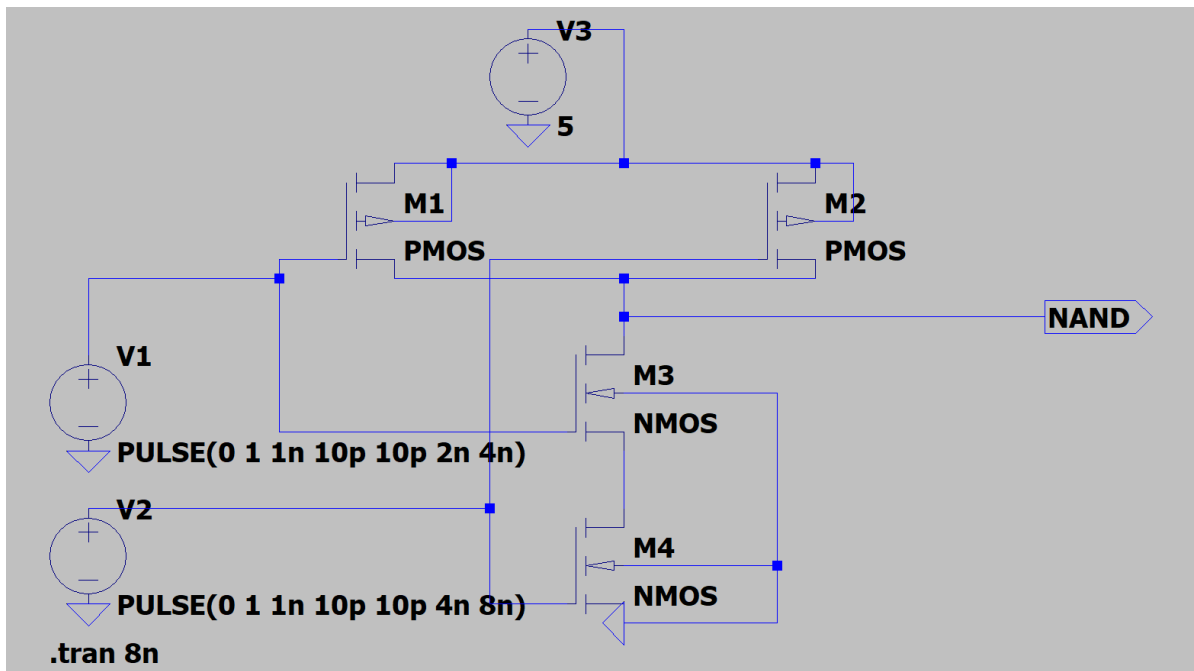 V3
5
M1
PMOS
M2
PMOS
NAND
V1
PULSE(0 1 1n 10p 10p 2n 4n)
M3
NMOS
V2
PULSE(0 1 1n 10p 10p 4n 8n)
M4
NMOS
.tran 8n